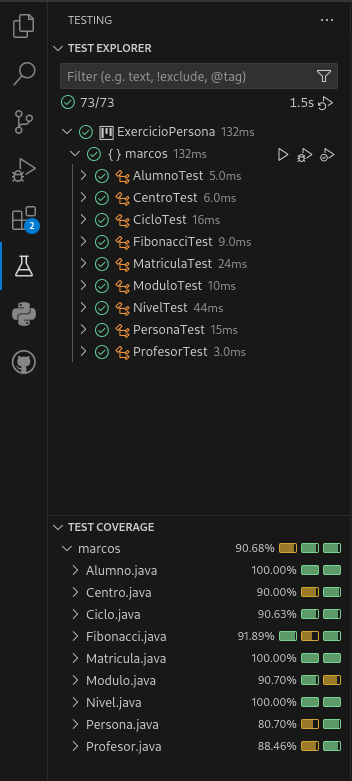 TESTING
TEST EXPLORER
Filter (e.g. text, !exclude, @tag)
73/73 1.5s
ExercicioPersona 132ms
{ } marcos 132ms
AlumnoTest 5.0ms
CentroTest 6.0ms
CicloTest 16ms
FibonacciTest 9.0ms
MatriculaTest 24ms
ModuloTest 10ms
NivelTest 44ms
PersonaTest 15ms
ProfesorTest 3.0ms
2
TEST COVERAGE
marcos 90.68%
Alumno.java 100.00%
Centro.java 90.00%
Ciclo.java 90.63%
Fibonacci.java 91.89%
Matricula.java 100.00%
Modulo.java 90.70%
Nivel.java 100.00%
Persona.java 80.70%
Profesor.java 88.46%